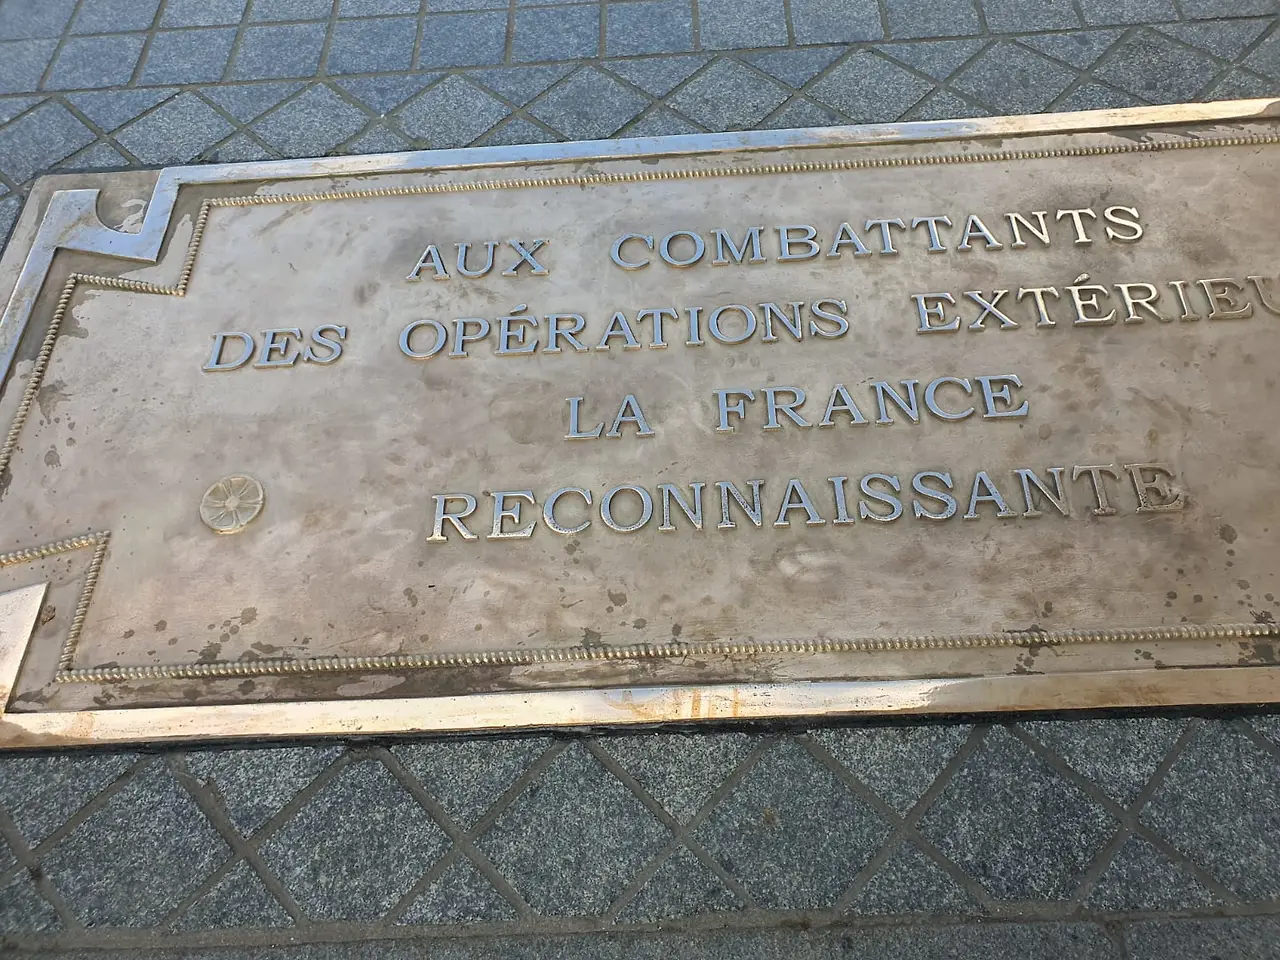 AUX COMBATTANTS
DES OPÉRATIONS EXTÉRIEU
LA FRANCE
RECONNAISSANTE